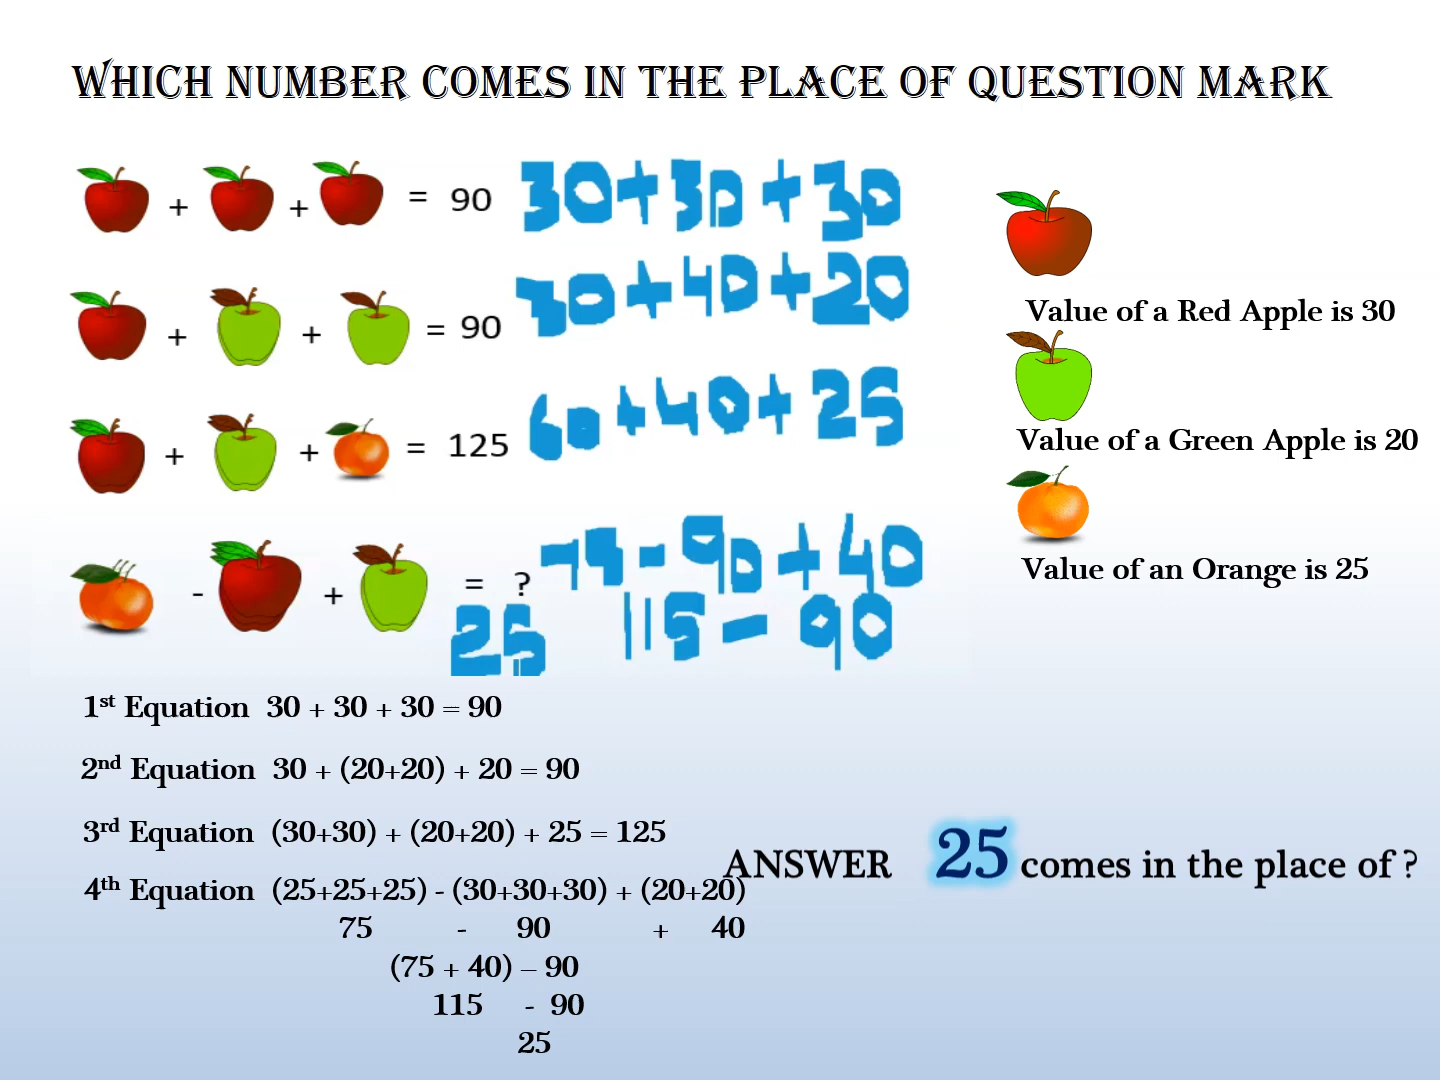 WHICH NUMBER COMES IN THE PLACE OF QUESTION MARK
+ + = 90 30+30+30
Value of a Red Apple is 30
+ + = 90 30+40+20
Value of a Green Apple is 20
+ + = 125 60+40+25
Value of an Orange is 25
- + = ? 75-90+40
25 115-90
1st Equation 30 + 30 + 30 = 90
2nd Equation 30 + (20+20) + 20 = 90
3rd Equation (30+30) + (20+20) + 25 = 125
ANSWER 25 comes in the place of ?
4th Equation (25+25+25) - (30+30+30) + (20+20)
75 - 90 + 40
(75 + 40) – 90
115 - 90
25